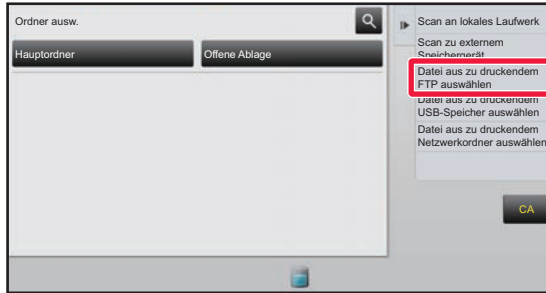 Ordner ausw.
Hauptordner
Offene Ablage
Scan an lokales Laufwerk
Scan zu externem
Speichergerät
Datei aus zu druckendem
FTP auswählen
Datei aus zu druckendem
USB-Speicher auswählen
Datei aus zu druckendem
Netzwerkordner auswählen
CA